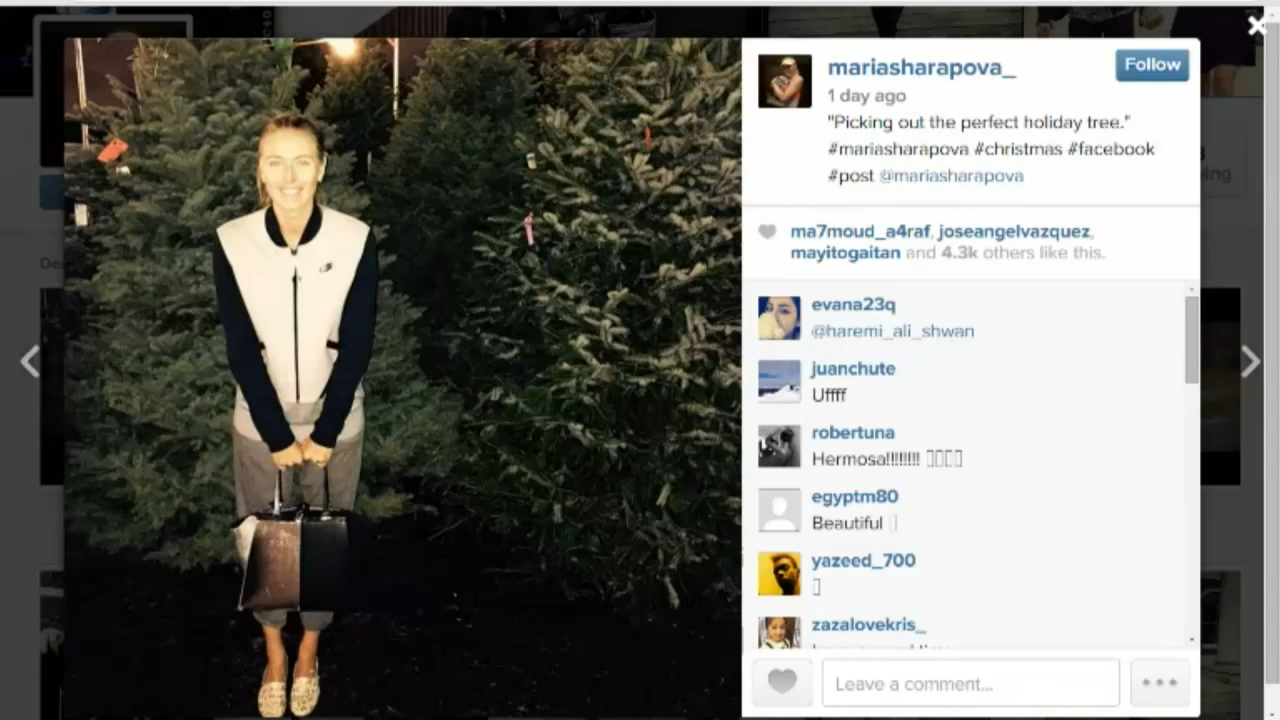 mariasharapova_
Follow
1 day ago
"Picking out the perfect holiday tree."
#mariasharapova #christmas #facebook
#post @mariasharapova
ma7moud_a4raf, joseangelvazquez,
mayitogaitan and 4.3k others like this.
evana23q
@haremi_ali_shwan
juanchute
Uffff
robertuna
Hermosa!!!!!!!!
egyptm80
Beautiful
yazeed_700
zazalovekris_
Leave a comment...